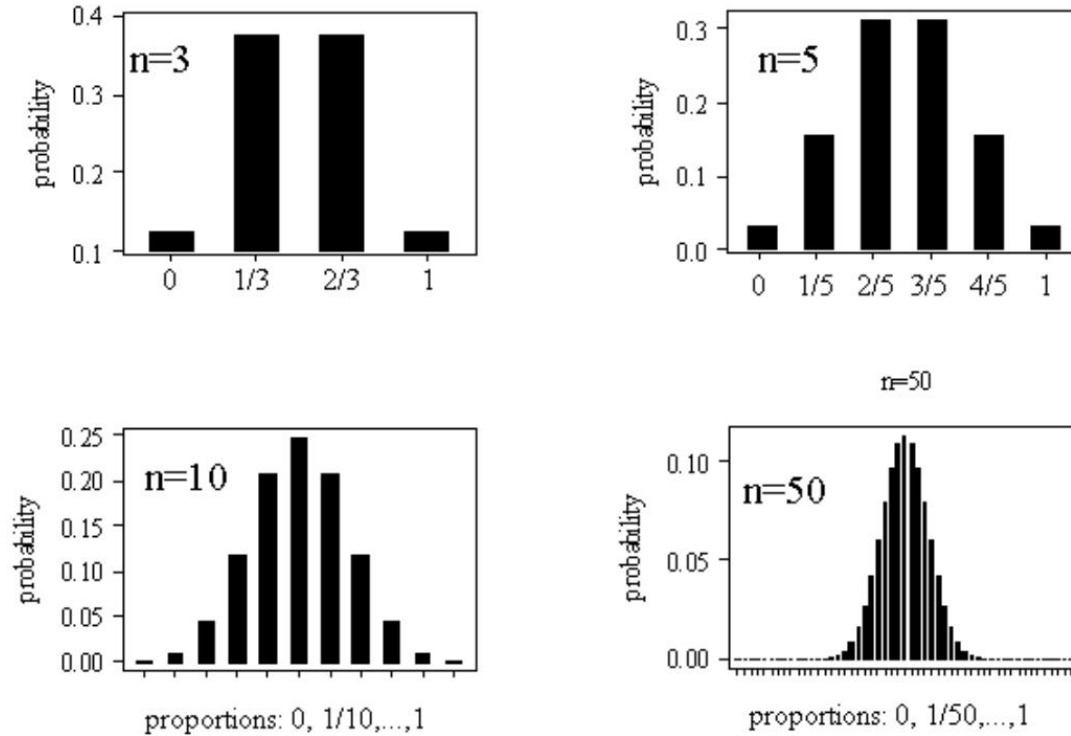 0.4
n=3
0.3
0.2
0.1
probability
0 1/3 2/3 1
0.3
n=5
0.2
0.1
0.0
probability
0 1/5 2/5 3/5 4/5 1
0.25
n=10
0.20
0.15
0.10
0.05
0.00
probability
proportions: 0, 1/10,...,1
n=50
0.10
n=50
0.05
0.00
probability
proportions: 0, 1/50,...,1